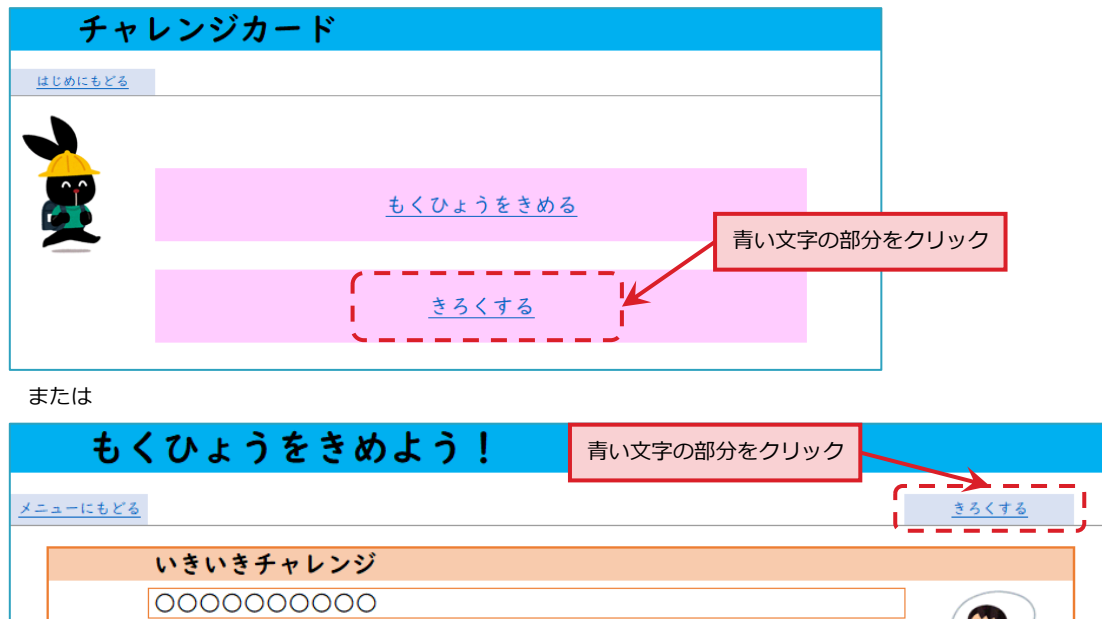 チャレンジカード
はじめにもどる
もくひょうをきめる
青い文字の部分をクリック
きろくする
または
もくひょうをきめよう！
青い文字の部分をクリック
メニューにもどる
きろくする
いきいきチャレンジ
〇〇〇〇〇〇〇〇〇〇